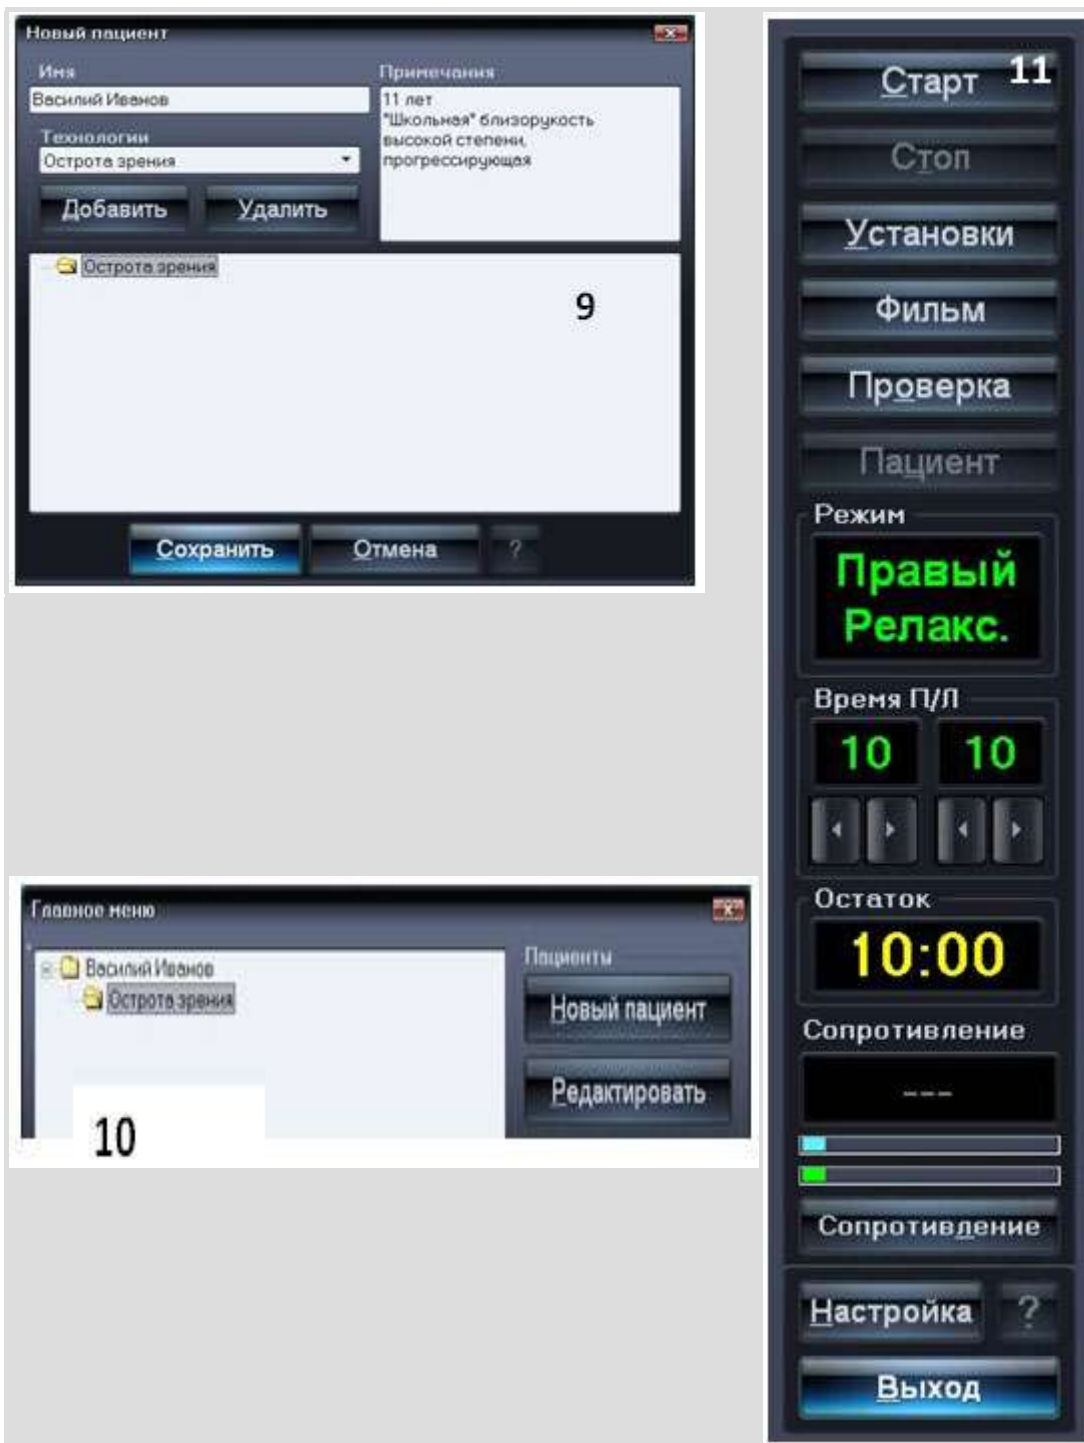 Новый пациент
Имя
Василий Иванов
Технологии
Острота зрения
Добавить Удалить
Примечания
11 лет
"Школьная" близорукость
высокой степени,
прогрессирующая
Острота зрения
9
Сохранить Отмена ?
Главное меню
Василий Иванов
Острота зрения
Пациенты
Новый пациент
Редактировать
10
Старт 11
Стоп
Установки
Фильм
Проверка
Пациент
Режим
Правый
Релакс.
Время П/Л
10 10
Остаток
10:00
Сопротивление
---
Сопротивление
Настройка ?
Выход